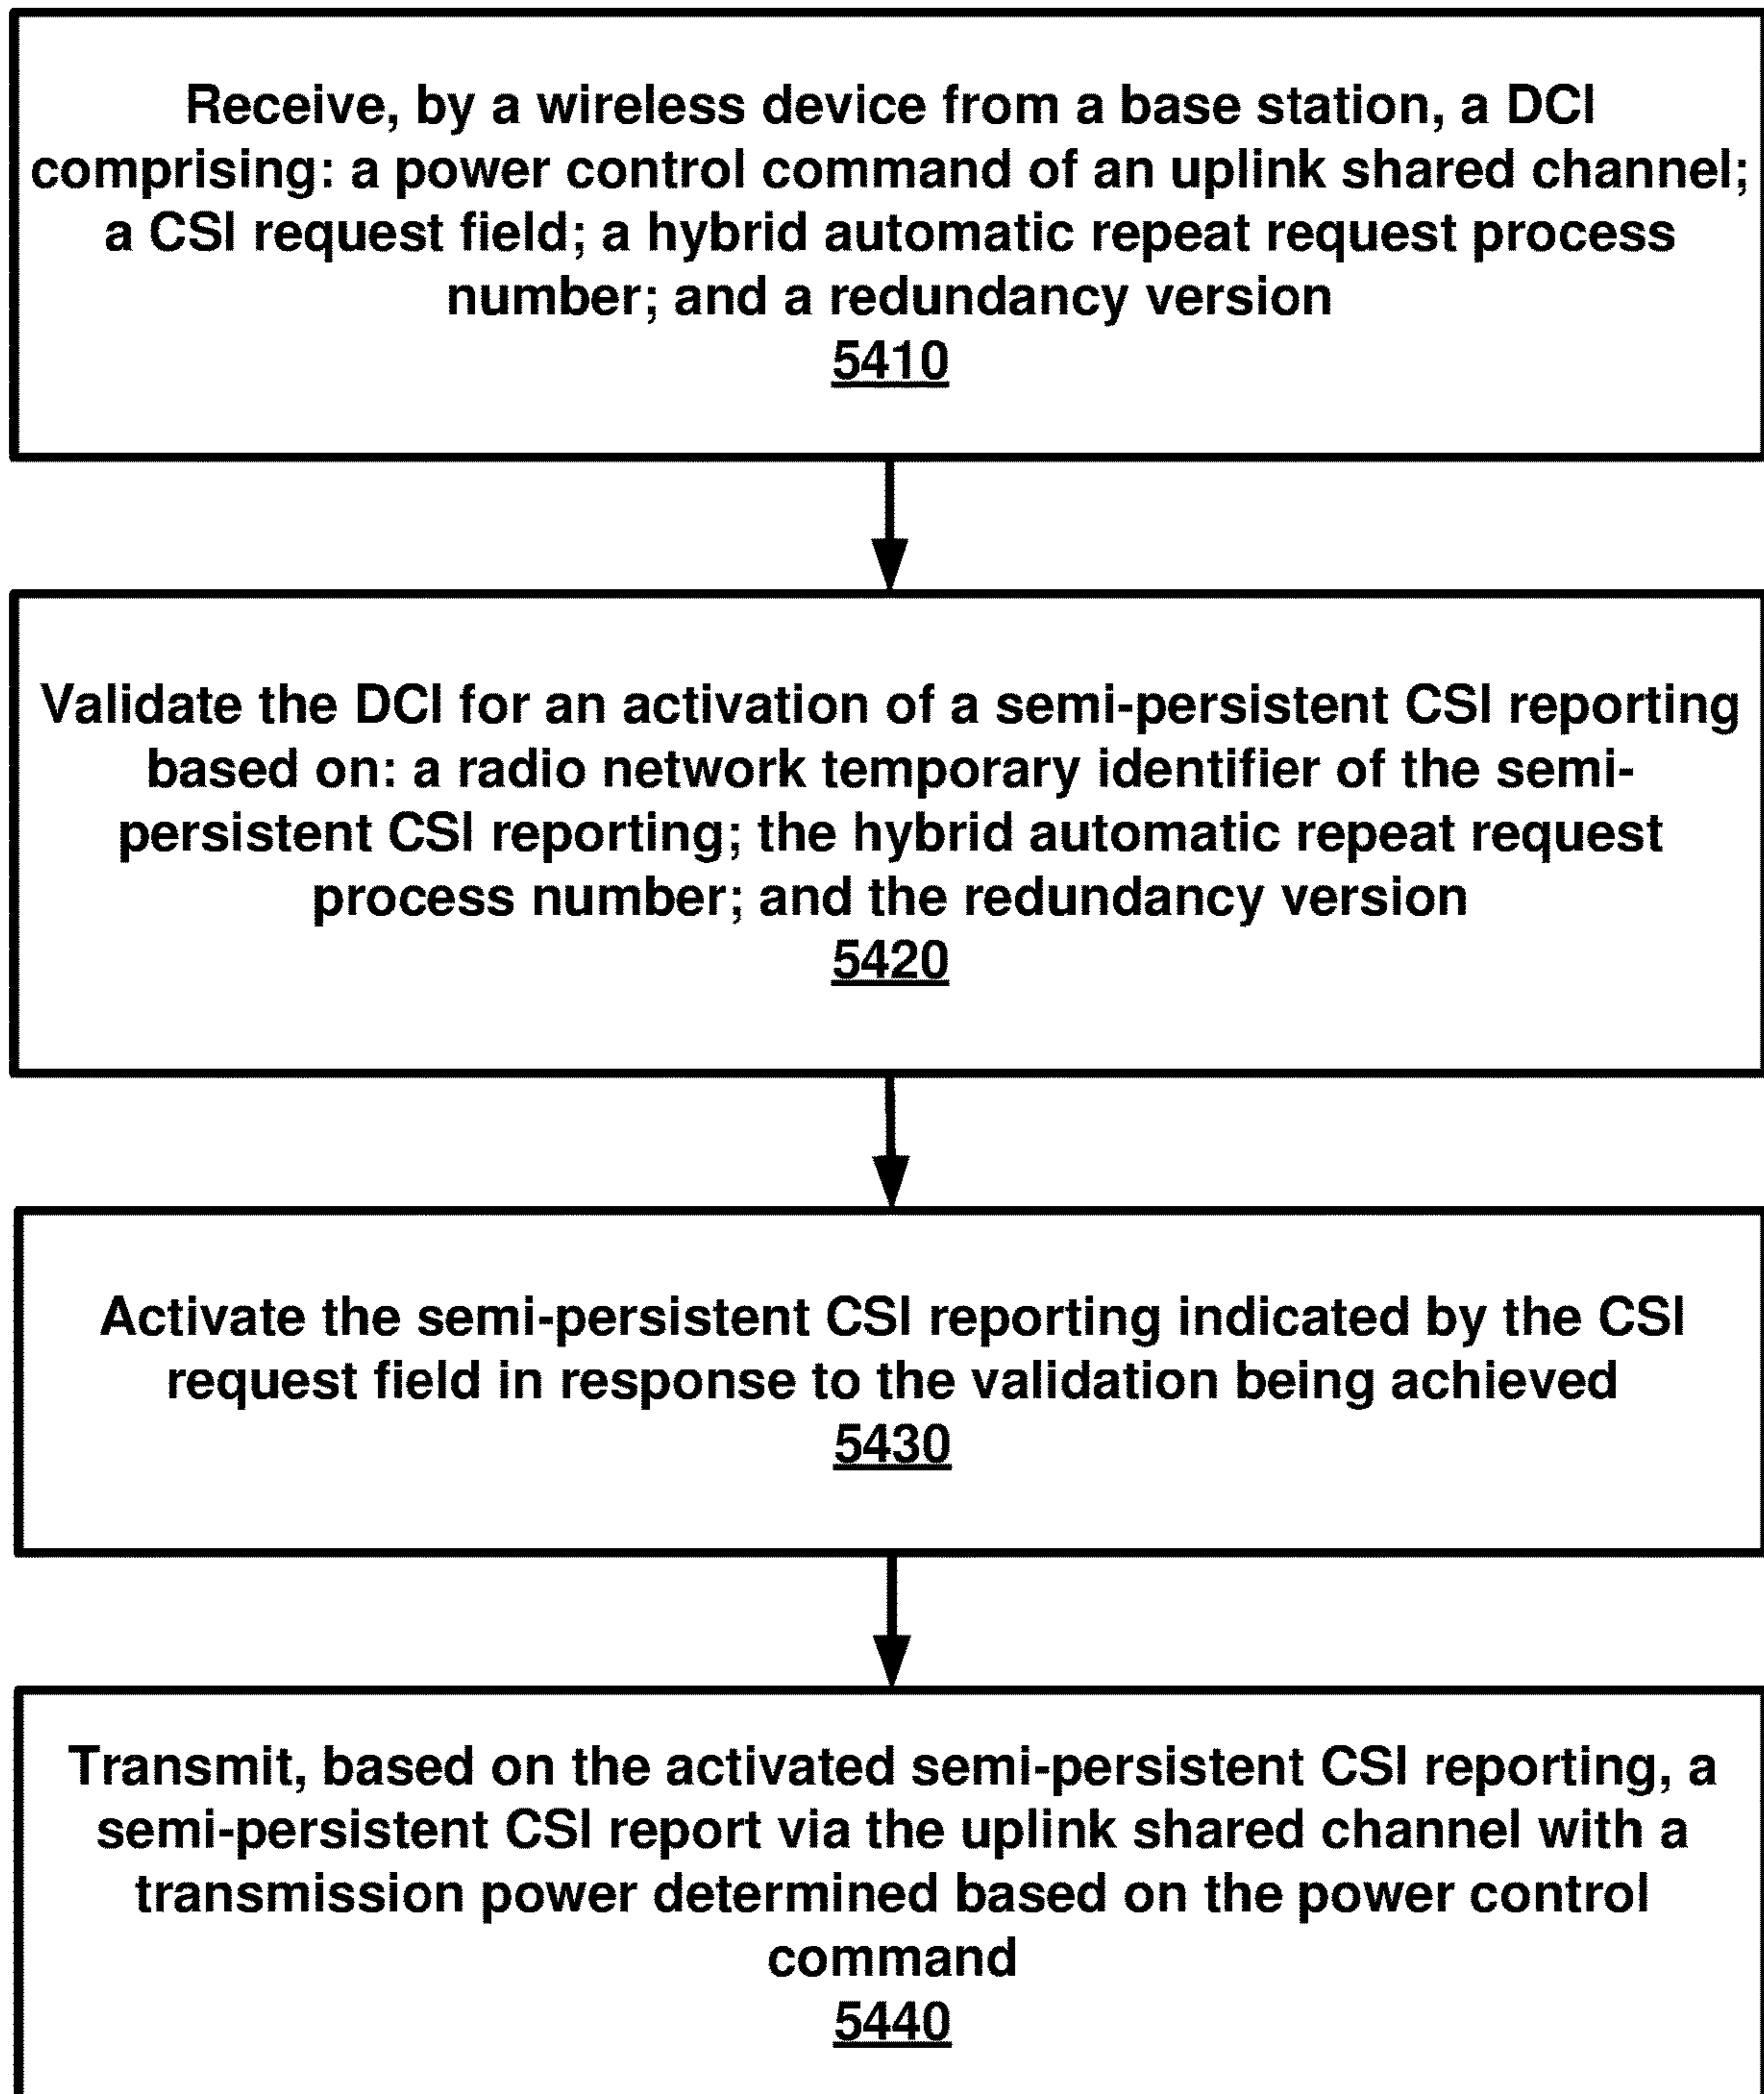 Receive, by a wireless device from a base station, a DCI
comprising: a power control command of an uplink shared channel;
a CSI request field; a hybrid automatic repeat request process
number; and a redundancy version
5410
Validate the DCI for an activation of a semi-persistent CSI reporting
based on: a radio network temporary identifier of the semi-
persistent CSI reporting; the hybrid automatic repeat request
process number; and the redundancy version
5420
Activate the semi-persistent CSI reporting indicated by the CSI
request field in response to the validation being achieved
5430
Transmit, based on the activated semi-persistent CSI reporting, a
semi-persistent CSI report via the uplink shared channel with a
transmission power determined based on the power control
command
5440